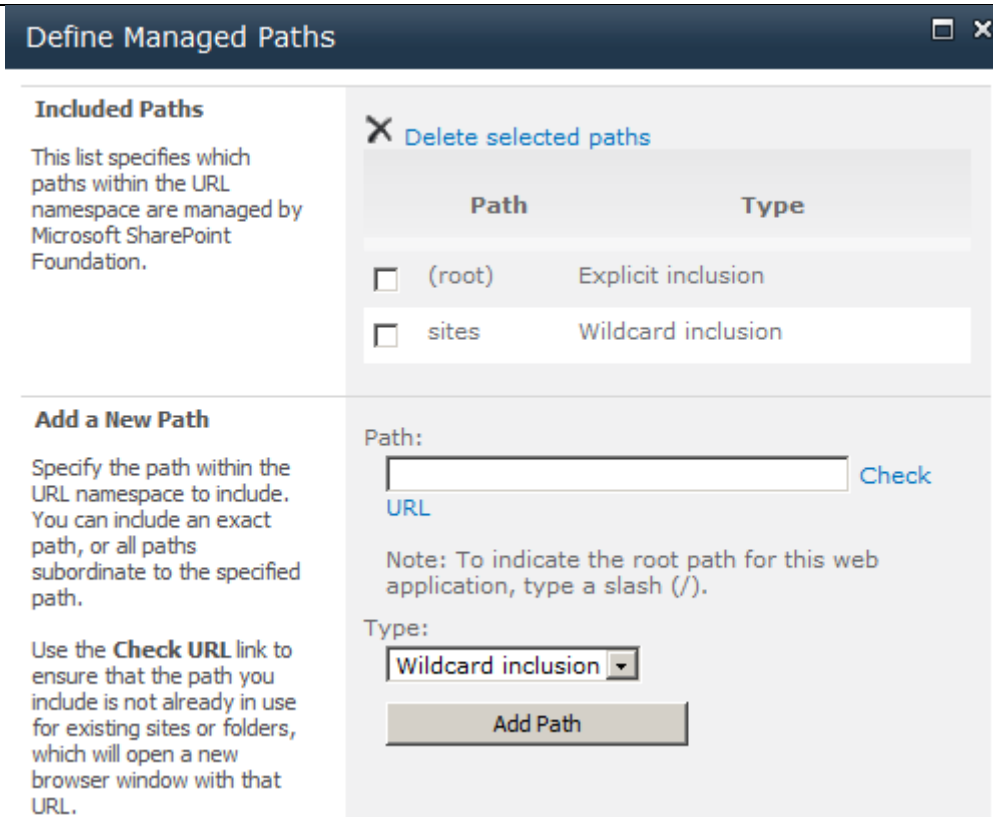 Define Managed Paths
Included Paths
This list specifies which
paths within the URL
namespace are managed by
Microsoft SharePoint
Foundation.
Delete selected paths
Path Type
(root) Explicit inclusion
sites Wildcard inclusion
Add a New Path
Specify the path within the
URL namespace to include.
You can include an exact
path, or all paths
subordinate to the specified
path.
Use the Check URL link to
ensure that the path you
include is not already in use
for existing sites or folders,
which will open a new
browser window with that
URL.
Path:
Check
URL
Note: To indicate the root path for this web
application, type a slash (/).
Type:
Wildcard inclusion
Add Path